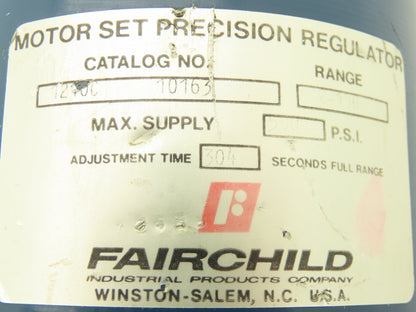 MOTOR SET PRECISION REGULATOR
CATALOG NO. RANGE
10163
MAX. SUPPLY P.S.I.
ADJUSTMENT TIME 304 SECONDS FULL RANGE
FAIRCHILD
INDUSTRIAL PRODUCTS COMPANY
WINSTON-SALEM, N.C. U.S.A.